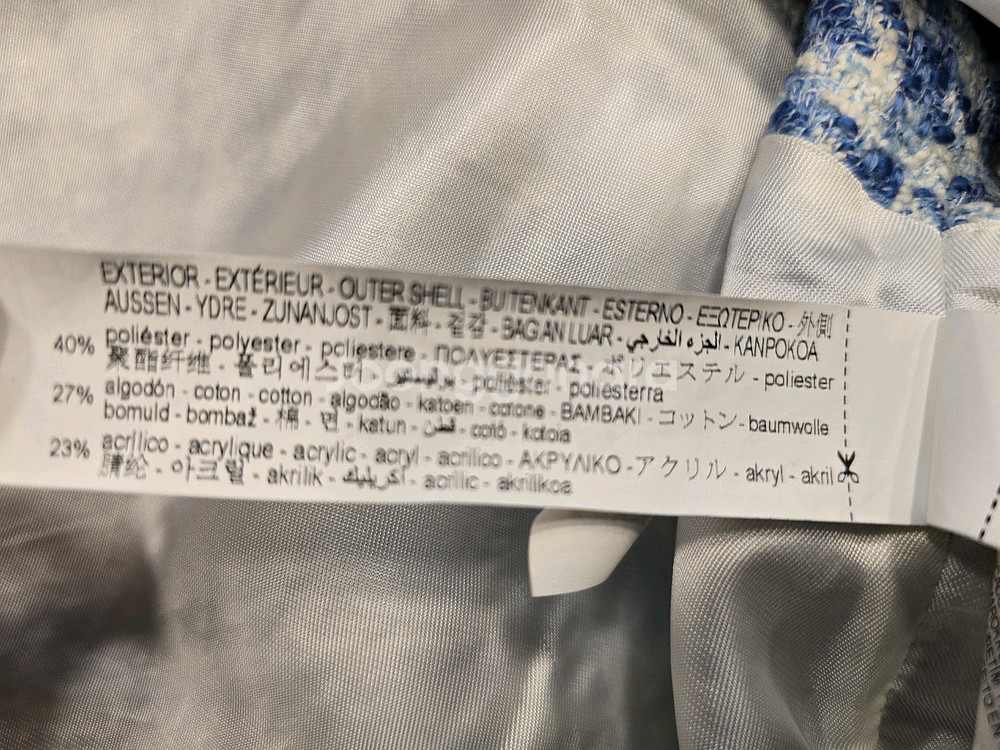 EXTERIOR - EXTÉRIEUR - OUTER SHELL - BUITENKANT - ESTERNO - ΕΞΩΤΕΡΙΚΟ - 外側
AUSSEN - YDRE - ZUNANJOST - 面料 - 겉감 - BAGAN LUAR - الجزء الخارجي - KANPOKOA
40% poliéster - polyester - poliestere - ΠΟΛΥΕΣΤΕΡΑΣ - ポリエステル - poliester
聚酯纤维 - 폴리에스터 - بوليستر - poliéster - poliesterra
27% algodón - coton - cotton - algodão - katoen - cotone - BAMBAKI - コットン - baumwolle
bomuld - bombaž - 棉 - 면 - katun - قطن - cotó - kotoia
23% acrílico - acrylique - acrylic - acryl - acrilico - ΑΚΡΥΛΙΚΟ - アクリル - akryl - akril
腈纶 - 아크릴 - akrilik - أكريليك - acrílic - akrilikoa